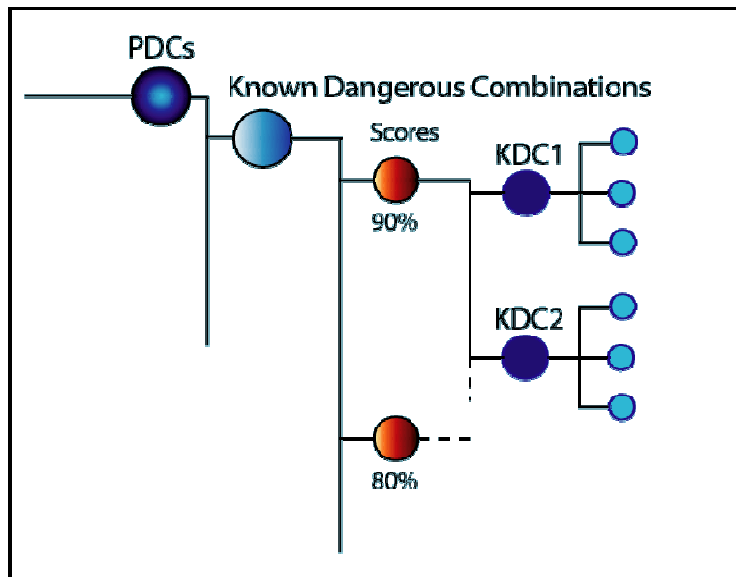 PDCs
Known Dangerous Combinations
Scores
KDC1
90%
KDC2
80%